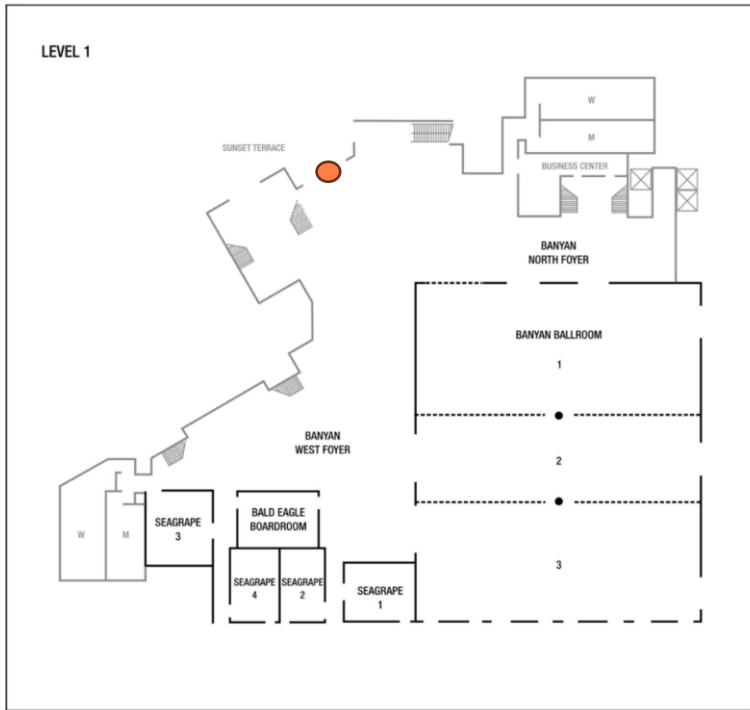 LEVEL 1
W
M
SUNSET TERRACE
BUSINESS CENTER
BANYAN
NORTH FOYER
BANYAN BALLROOM
1
BANYAN
WEST FOYER
2
BALD EAGLE
BOARDROOM
SEAGRAPE
3
W
M
3
SEAGRAPE
4
SEAGRAPE
2
SEAGRAPE
1